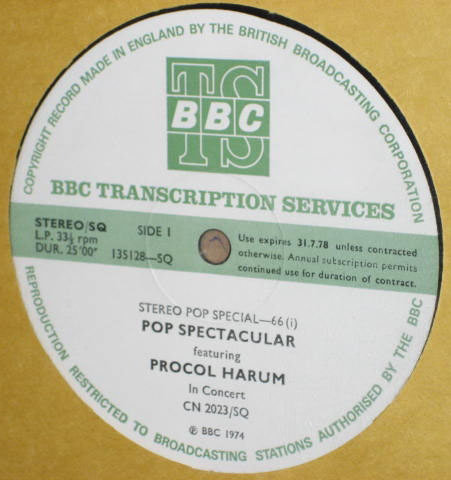 COPYRIGHT RECORD MADE IN ENGLAND BY THE BRITISH BROADCASTING CORPORATION
TS
BBC
BBC TRANSCRIPTION SERVICES
STEREO/SQ
L.P. 33⅓ rpm
DUR. 25'00"
SIDE 1
135128—SQ
Use expires 31.7.78 unless contracted
otherwise. Annual subscription permits
continued use for duration of contract.
STEREO POP SPECIAL—66 (i)
POP SPECTACULAR
featuring
PROCOL HARUM
In Concert
CN 2023/SQ
℗ BBC 1974
REPRODUCTION RESTRICTED TO BROADCASTING STATIONS AUTHORISED BY THE BBC